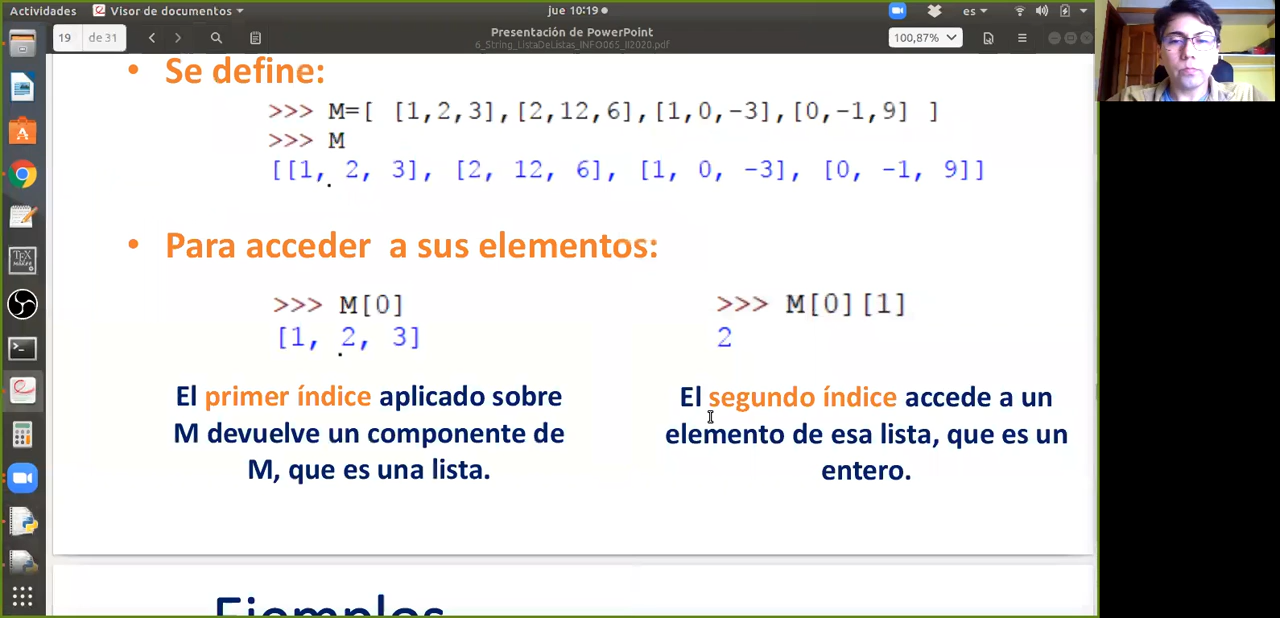 Actividades Visor de documentos jue 10:19 es
19 de 31 Presentación de PowerPoint 100,87%
6_String_ListaDeListas_INFO065_II2020.pdf
• Se define:
>>> M=[ [1,2,3],[2,12,6],[1,0,-3],[0,-1,9] ]
>>> M
[[1, 2, 3], [2, 12, 6], [1, 0, -3], [0, -1, 9]]
• Para acceder a sus elementos:
>>> M[0]
[1, 2, 3]
El primer índice aplicado sobre
M devuelve un componente de
M, que es una lista.
>>> M[0][1]
2
El segundo índice accede a un
elemento de esa lista, que es un
entero.
Ejemplos